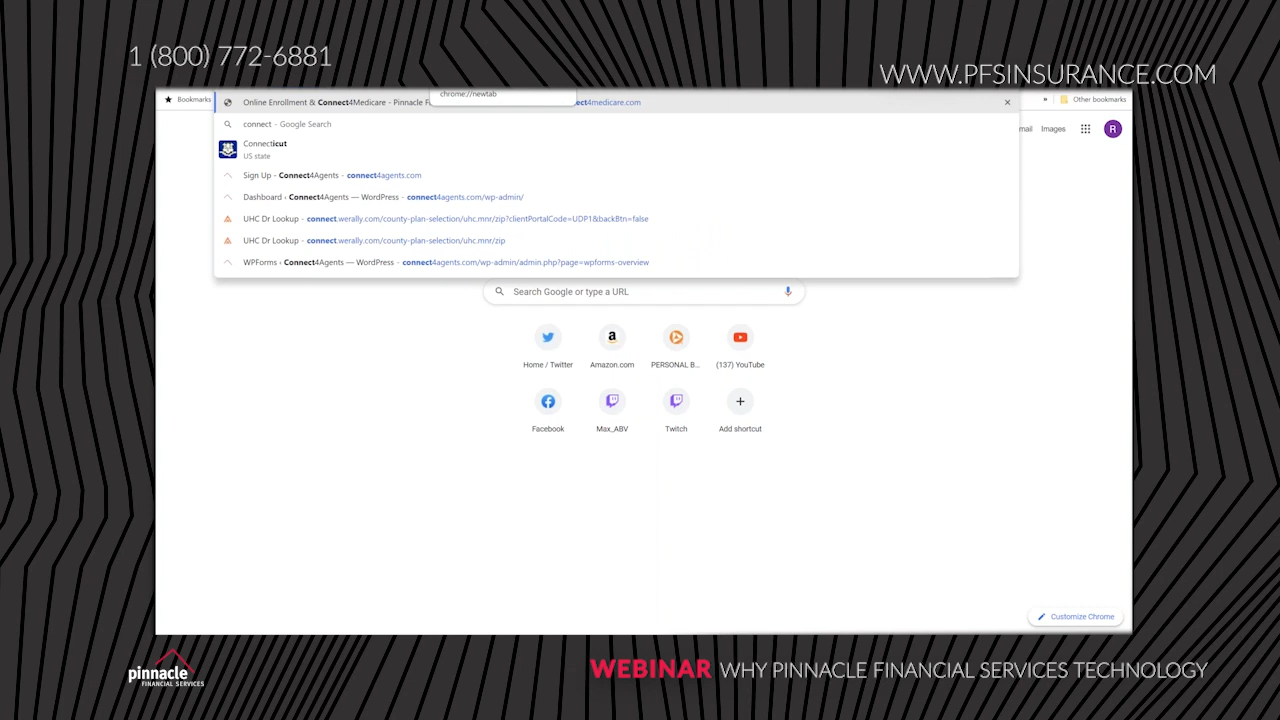 1 (800) 772-6881
WWW.PFSINSURANCE.COM
chrome://newtab
Bookmarks
Online Enrollment & Connect4Medicare - Pinnacle F
ect4medicare.com
» Other bookmarks
connect - Google Search
mail Images
R
Connecticut
US state
Sign Up - Connect4Agents - connect4agents.com
Dashboard ‹ Connect4Agents — WordPress - connect4agents.com/wp-admin/
UHC Dr Lookup - connect.werally.com/county-plan-selection/uhc.mnr/zip?clientPortalCode=UDP1&backBtn=false
UHC Dr Lookup - connect.werally.com/county-plan-selection/uhc.mnr/zip
WPForms ‹ Connect4Agents — WordPress - connect4agents.com/wp-admin/admin.php?page=wpforms-overview
Search Google or type a URL
Home / Twitter Amazon.com PERSONAL B... (137) YouTube
Facebook Max_ABV Twitch Add shortcut
Customize Chrome
pinnacle
FINANCIAL SERVICES
WEBINAR WHY PINNACLE FINANCIAL SERVICES TECHNOLOGY